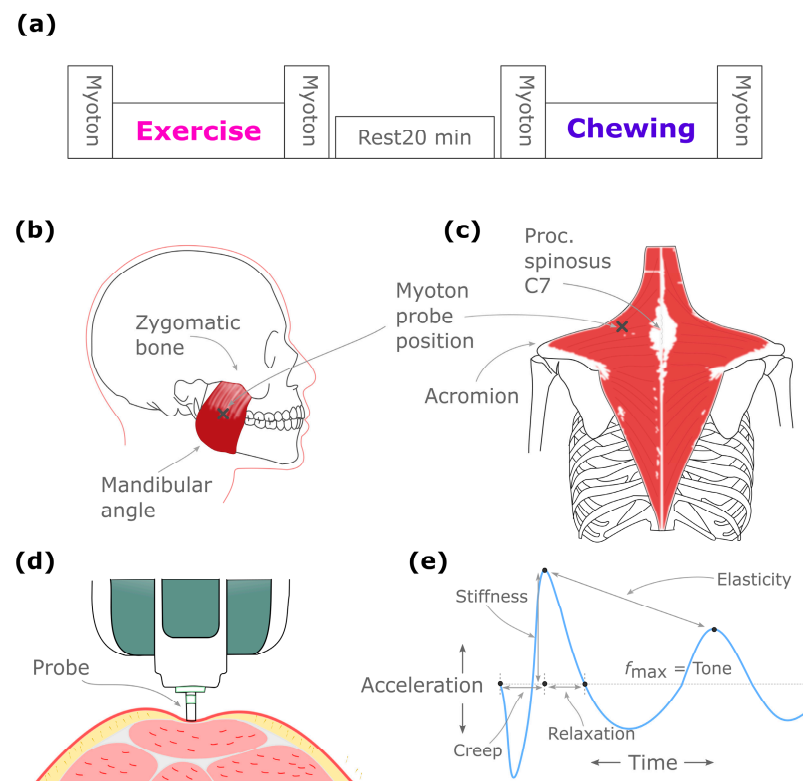 (a)
Myoton
Exercise
Myoton
Rest20 min
Myoton
Chewing
Myoton
(b)
Zygomatic
bone
Mandibular
angle
Myoton
probe
position
(c)
Proc.
spinosus
C7
Acromion
(d)
Probe
(e)
Stiffness
Elasticity
Acceleration
fmax = Tone
Creep
Relaxation
Time